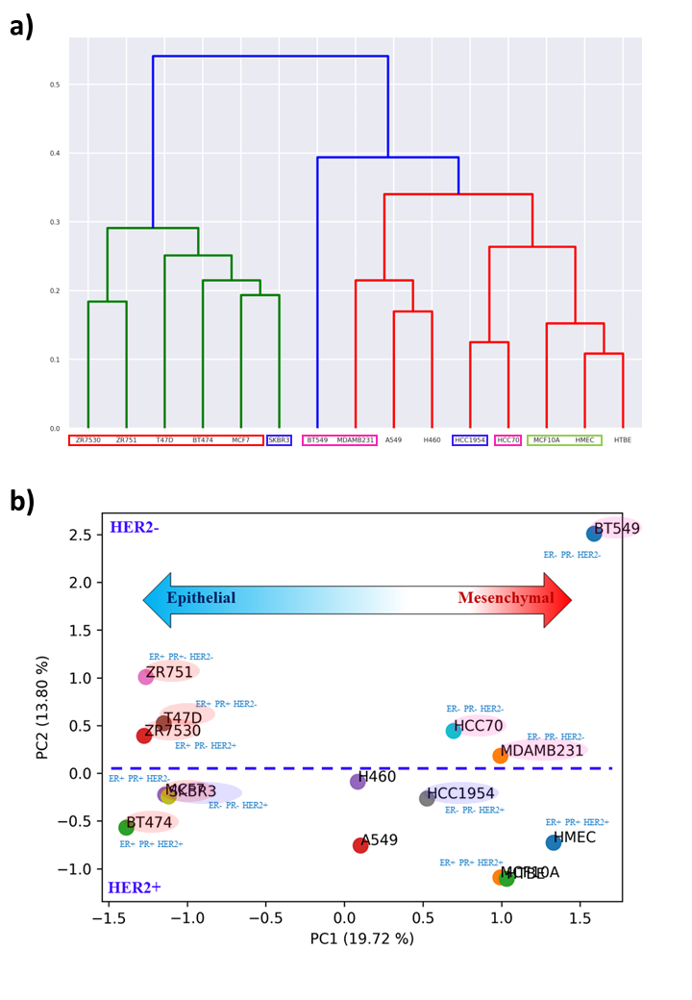 a)
0.5
0.4
0.3
0.2
0.1
0.0
ZR7530 ZR751 T47D BT474 MCF7 SKBR3 BT549 MDAMB231 A549 H460 HCC1954 HCC70 MCF10A HMEC HTBE
b)
HER2-
BT549
ER- PR- HER2-
Epithelial Mesenchymal
ER+ PR+- HER2-
ZR751
ER+ PR+ HER2-
T47D
ZR7530
ER+ PR- HER2+
ER- PR- HER2-
HCC70
ER- PR- HER2-
MDAMB231
ER+ PR+ HER2-
MCF7
SKBR3
ER- PR- HER2+
H460
HCC1954
ER- PR- HER2+
BT474
ER+ PR+ HER2+
A549
ER+ PR+ HER2+
HMEC
ER+ PR+ HER2+
MCF10A
HTBE
HER2+
2.5
2.0
1.5
1.0
0.5
0.0
−0.5
−1.0
PC2 (13.80 %)
−1.5 −1.0 −0.5 0.0 0.5 1.0 1.5
PC1 (19.72 %)